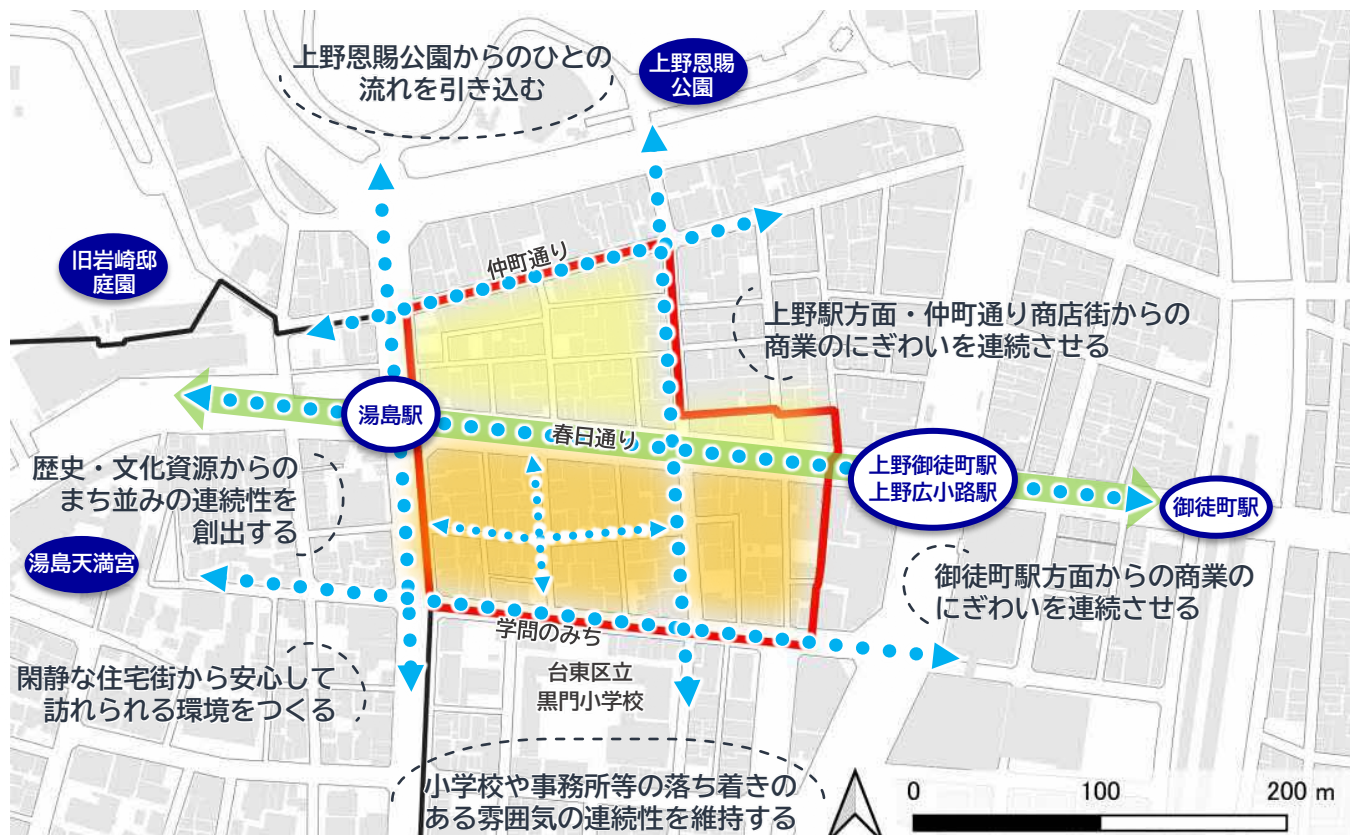 上野恩賜公園からのひとの
流れを引き込む
上野恩賜
公園
旧岩崎邸
庭園
仲町通り
上野駅方面・仲町通り商店街からの
商業のにぎわいを連続させる
湯島駅
春日通り
上野御徒町駅
上野広小路駅
御徒町駅
歴史・文化資源からの
まち並みの連続性を
創出する
湯島天満宮
御徒町駅方面からの商業の
にぎわいを連続させる
学問のみち
台東区立
黒門小学校
閑静な住宅街から安心して
訪れられる環境をつくる
小学校や事務所等の落ち着きの
ある雰囲気の連続性を維持する
0 100 200 m